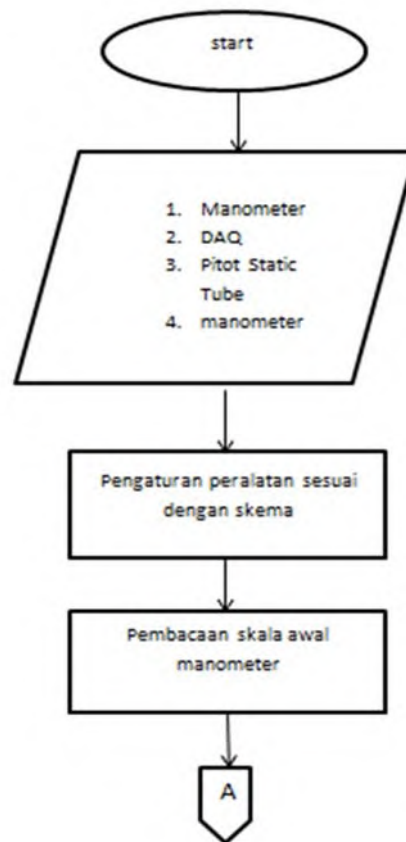 start
1. Manometer
2. DAQ
3. Pitot Static
Tube
4. manometer
Pengaturan peralatan sesuai
dengan skema
Pembacaan skala awal
manometer
A